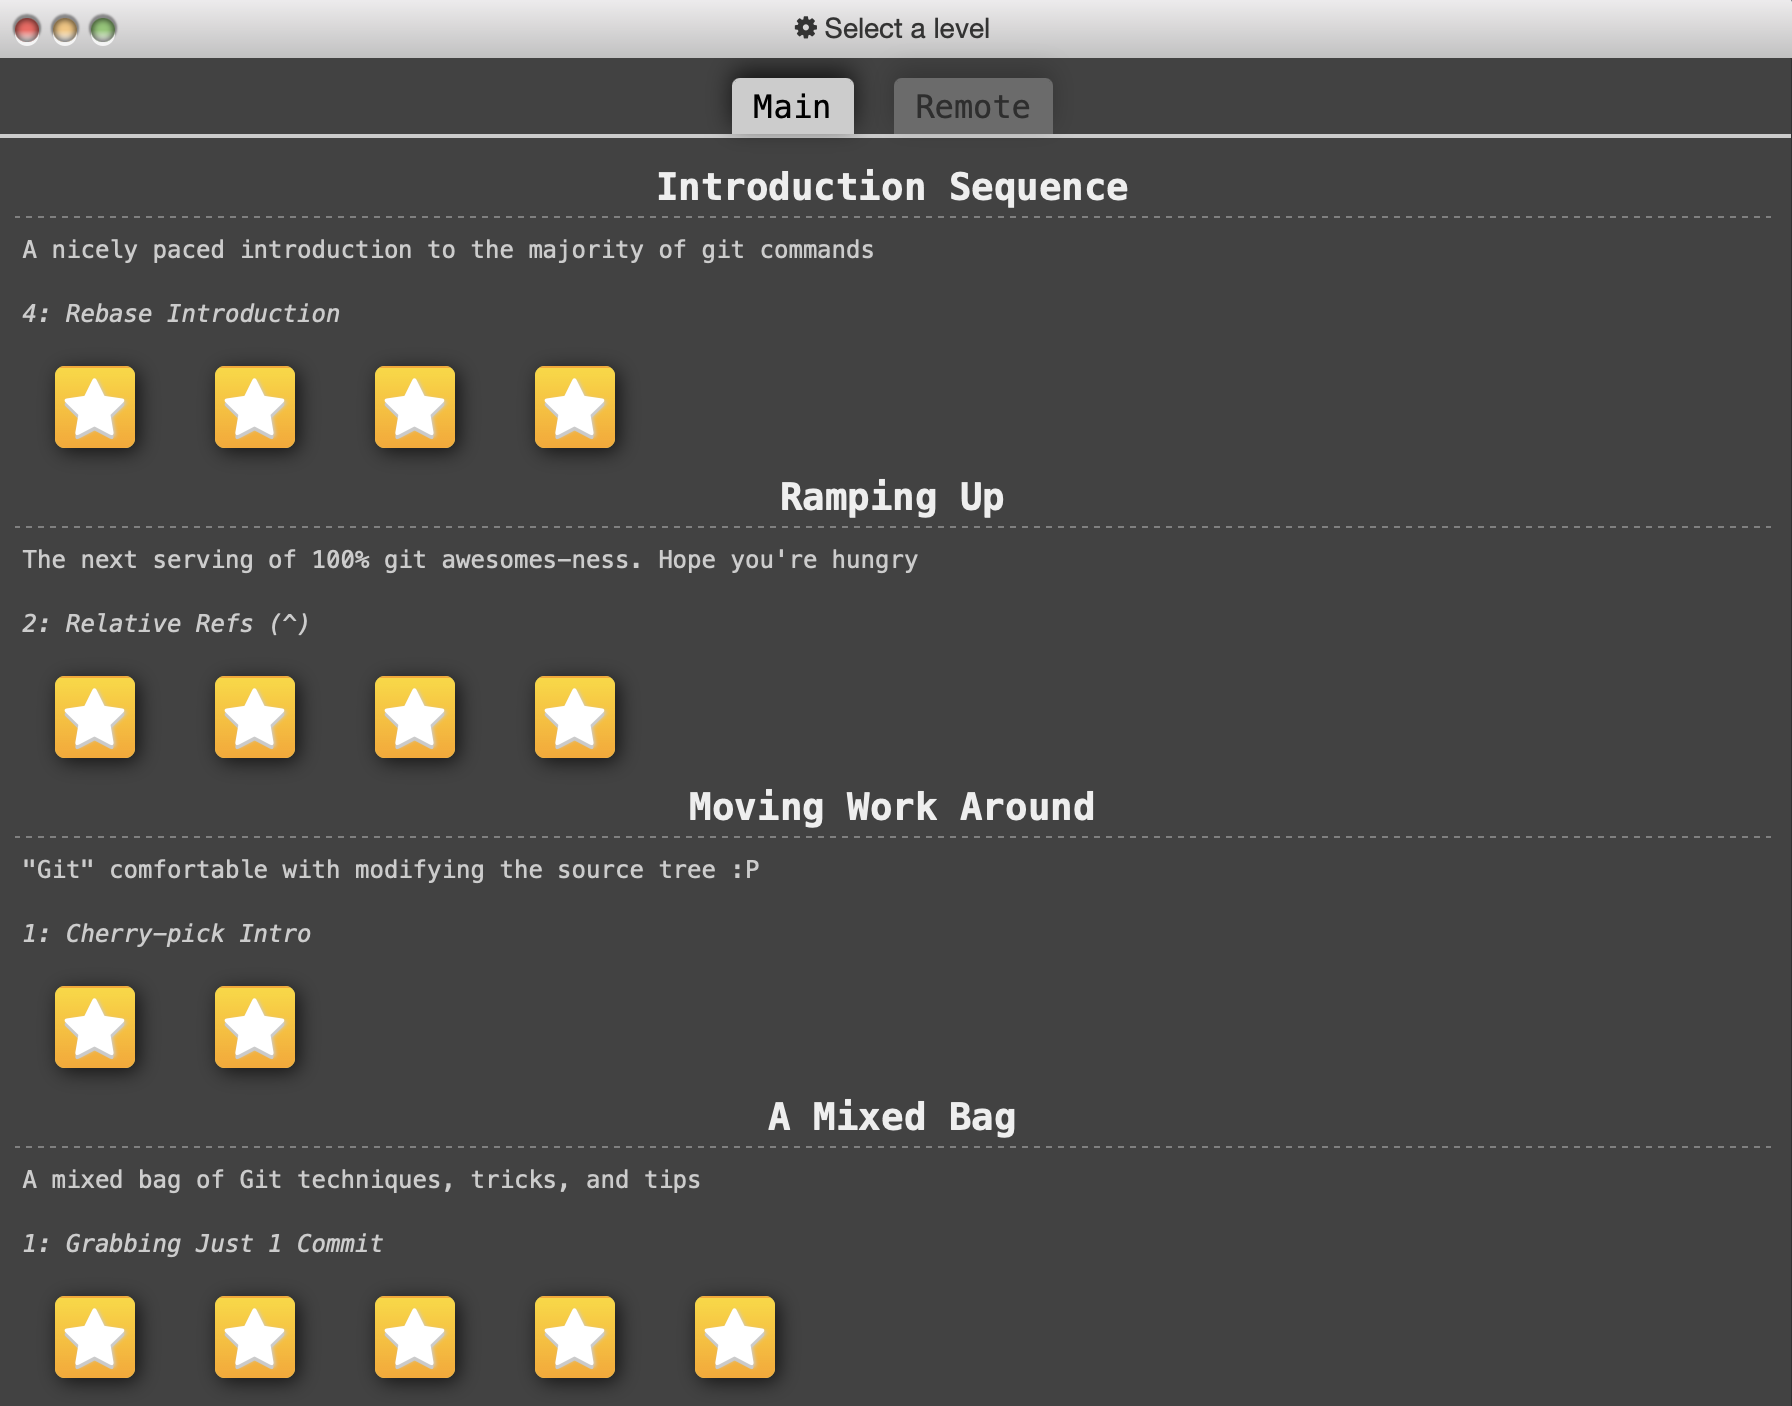 Select a level
Main Remote
Introduction Sequence
A nicely paced introduction to the majority of git commands
4: Rebase Introduction
Ramping Up
The next serving of 100% git awesomes-ness. Hope you're hungry
2: Relative Refs (^)
Moving Work Around
"Git" comfortable with modifying the source tree :P
1: Cherry-pick Intro
A Mixed Bag
A mixed bag of Git techniques, tricks, and tips
1: Grabbing Just 1 Commit